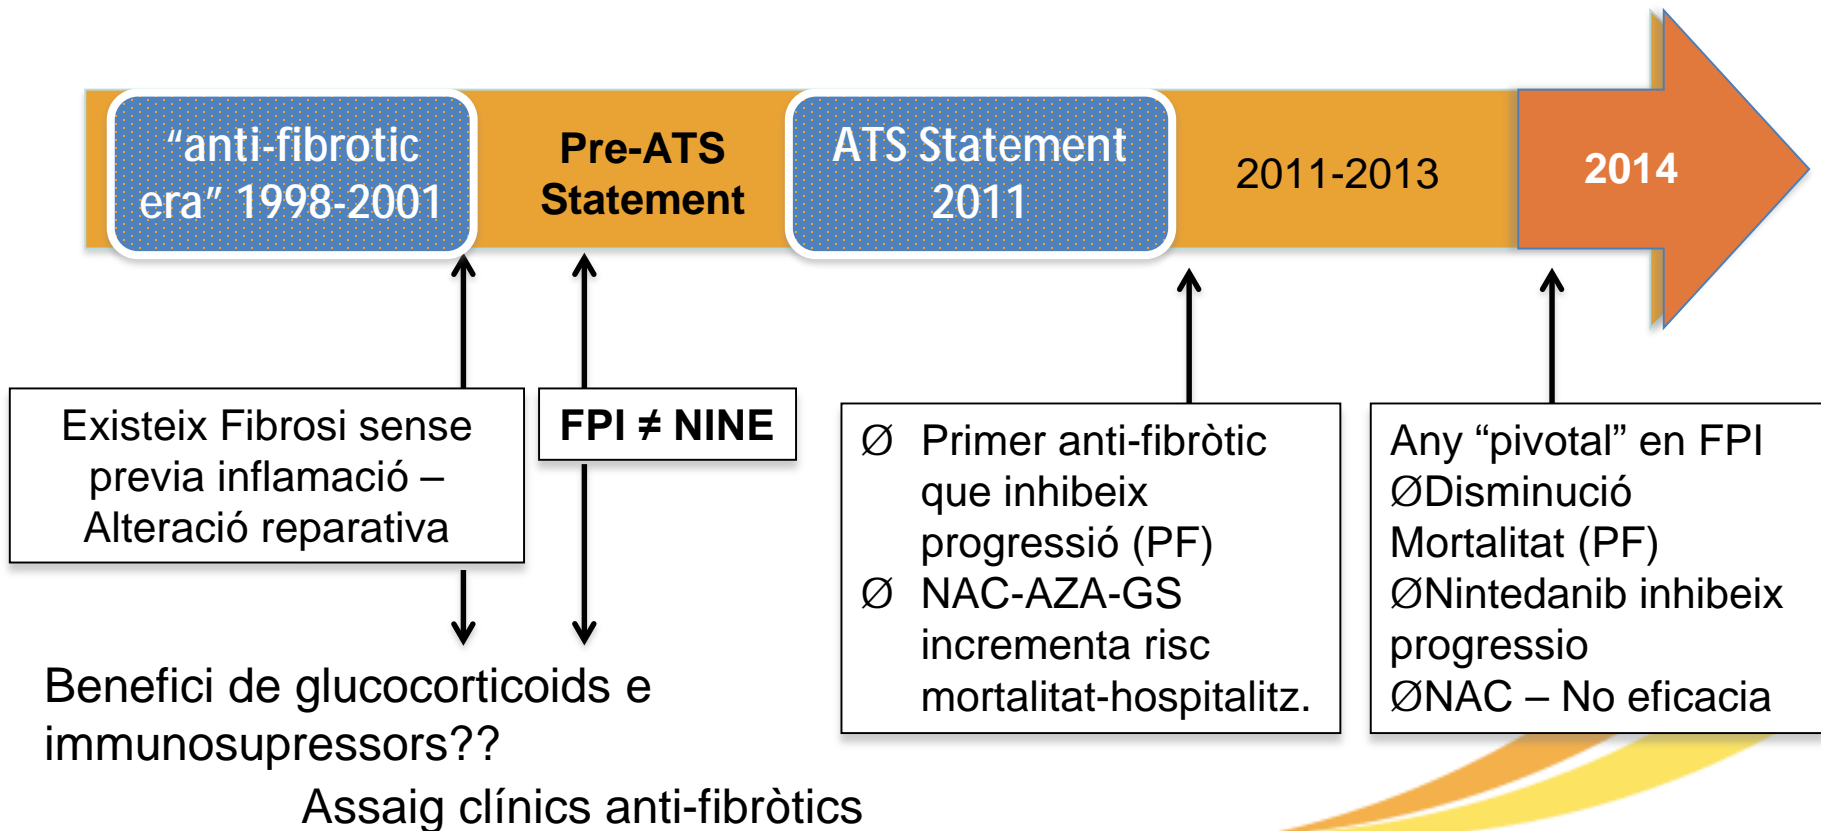 “anti-fibrotic
era” 1998-2001
Pre-ATS
Statement
ATS Statement
2011
2011-2013
2014
Existeix Fibrosi sense
previa inflamació –
Alteració reparativa
FPI ≠ NINE
Ø Primer anti-fibròtic
que inhibeix
progressió (PF)
Ø NAC-AZA-GS
incrementa risc
mortalitat-hospitalitz.
Any “pivotal” en FPI
ØDisminució
Mortalitat (PF)
ØNintedanib inhibeix
progressio
ØNAC – No eficacia
Benefici de glucocorticoids e
immunosupressors??
Assaig clínics anti-fibròtics